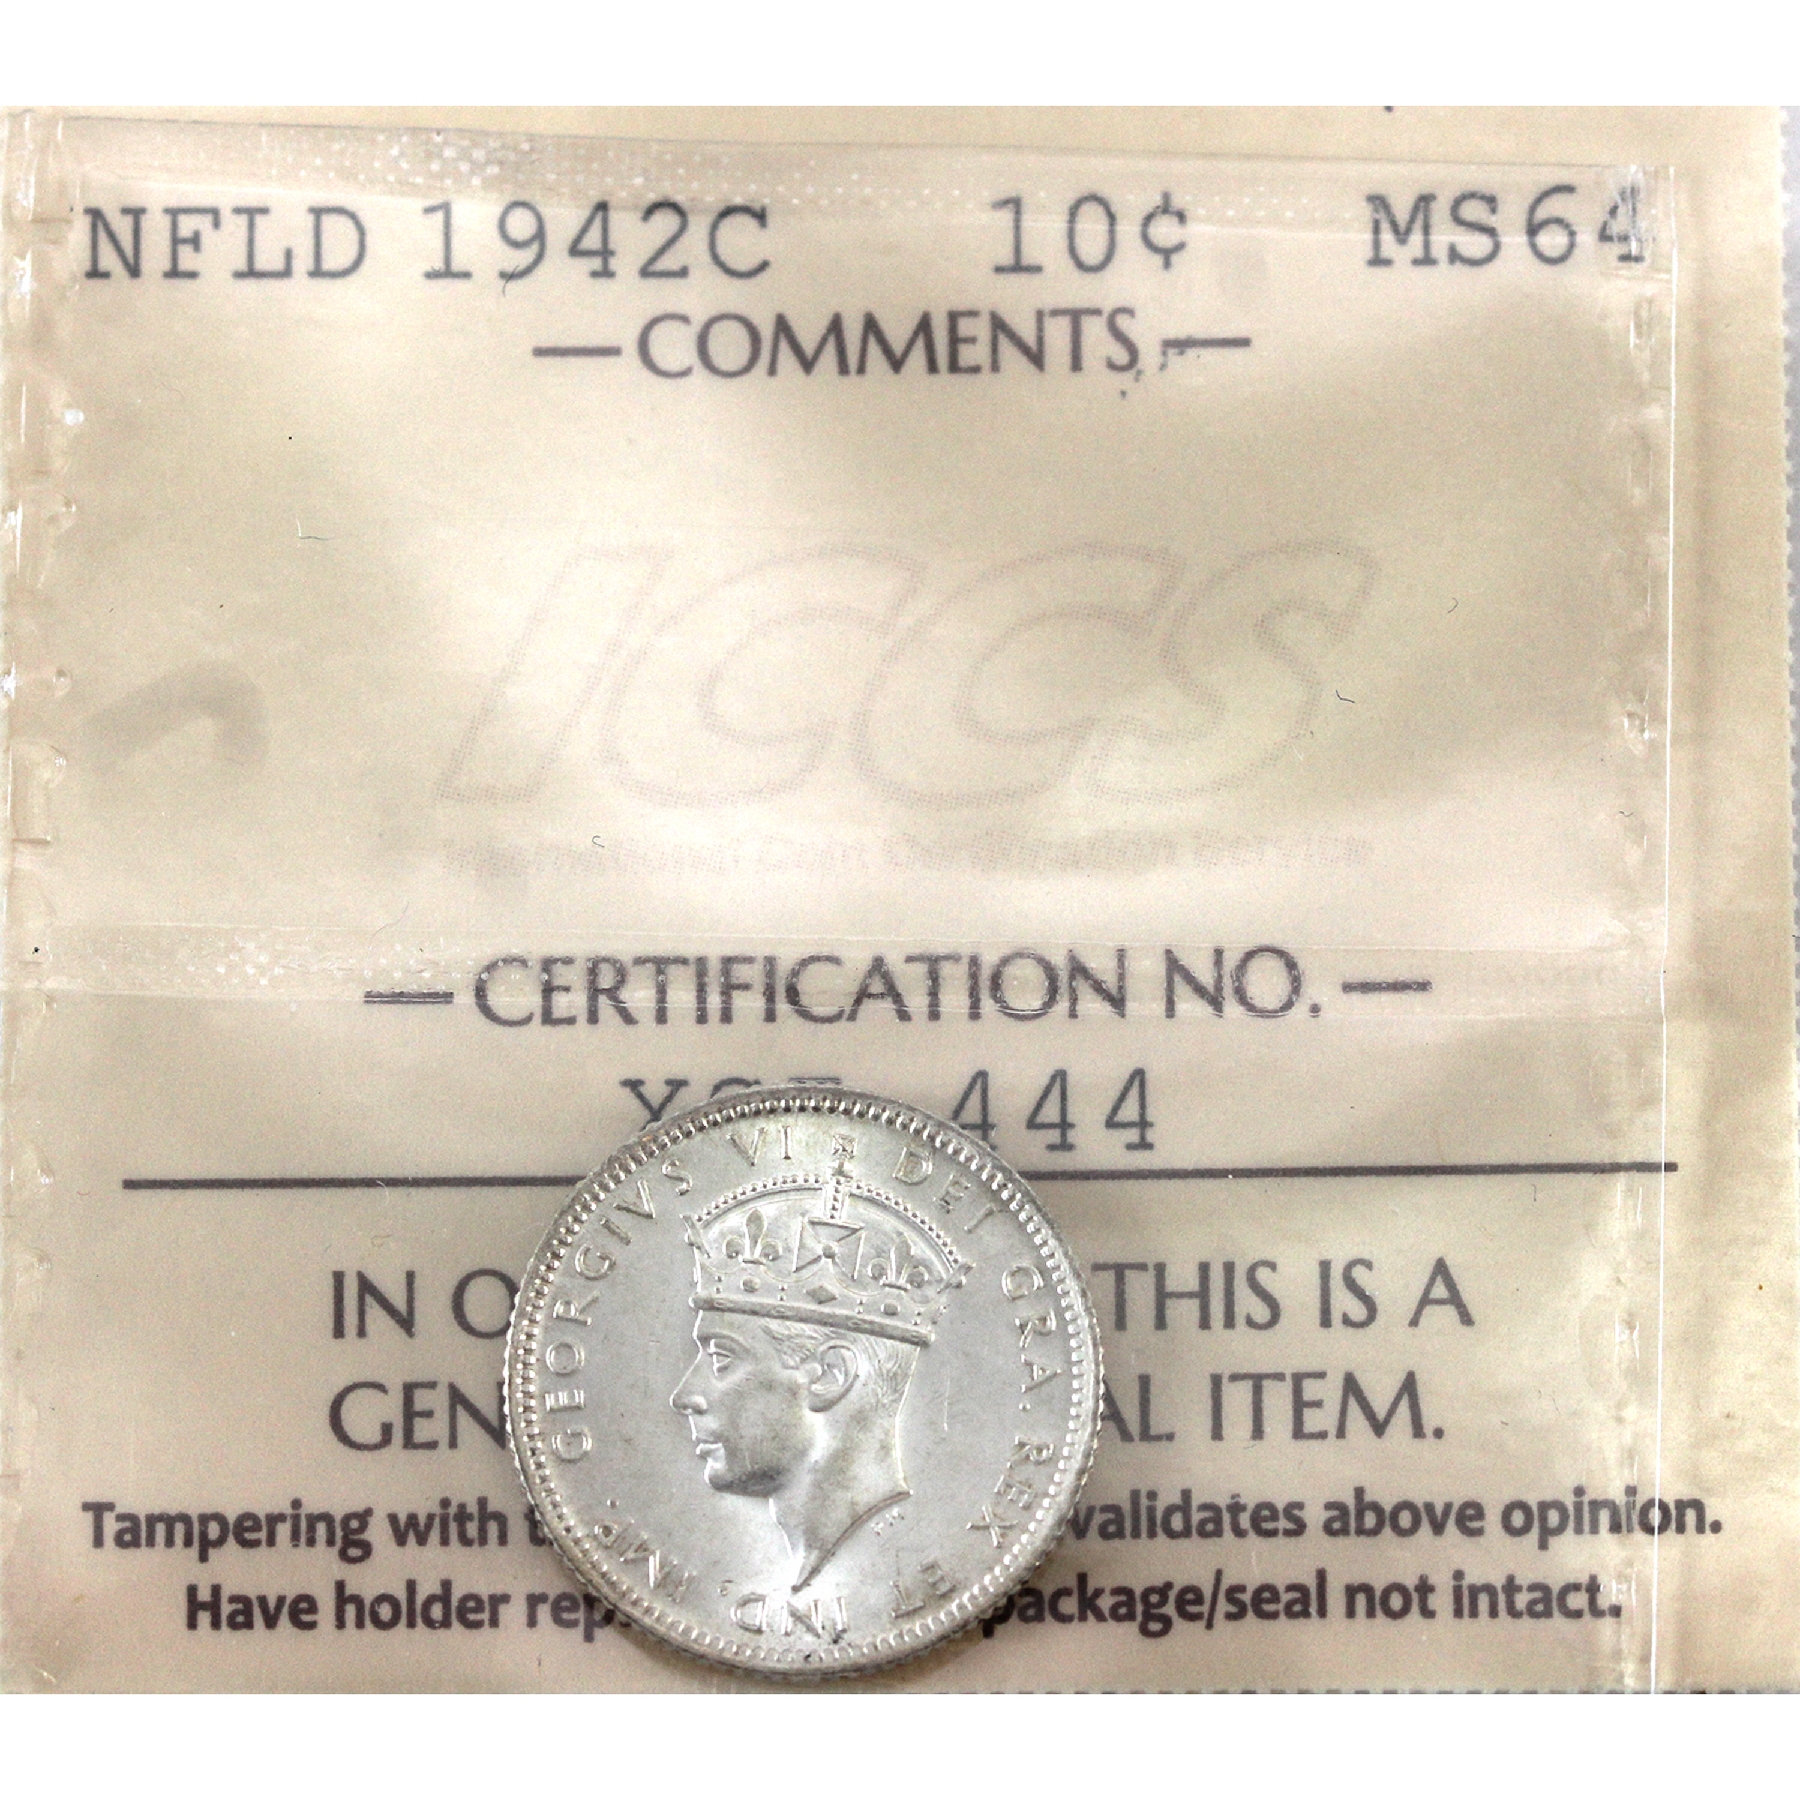 NFLD 1942C 10¢ MS64
—COMMENTS—
ICCS
—CERTIFICATION NO.—
444
GEORGIVS VI DEI GRA. REX ET IND. IMP.
IN O THIS IS A
GEN AL ITEM.
Tampering with t validates above opinion.
Have holder rep package/seal not intact.